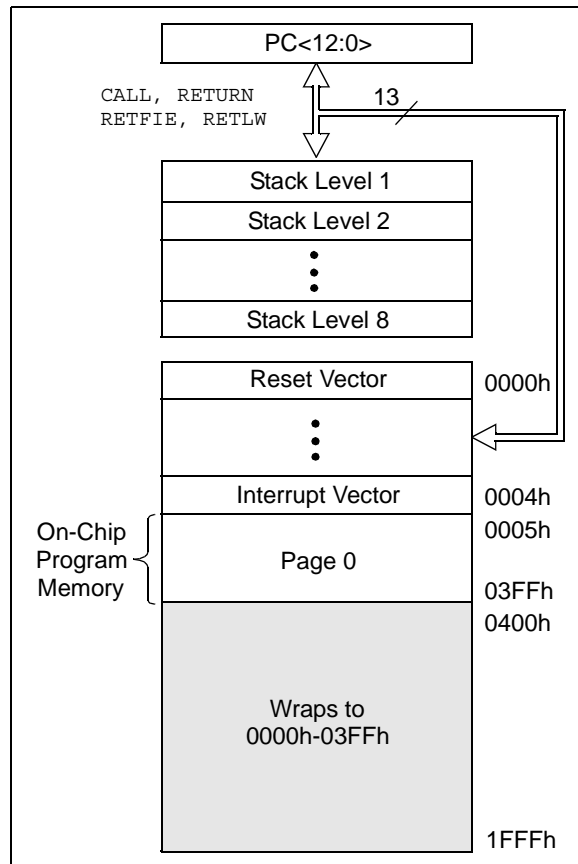 PC<12:0>
CALL, RETURN
RETFIE, RETLW
13
Stack Level 1
Stack Level 2
Stack Level 8
Reset Vector
0000h
Interrupt Vector
0004h
On-Chip
Program
Memory
0005h
Page 0
03FFh
0400h
Wraps to
0000h-03FFh
1FFFh